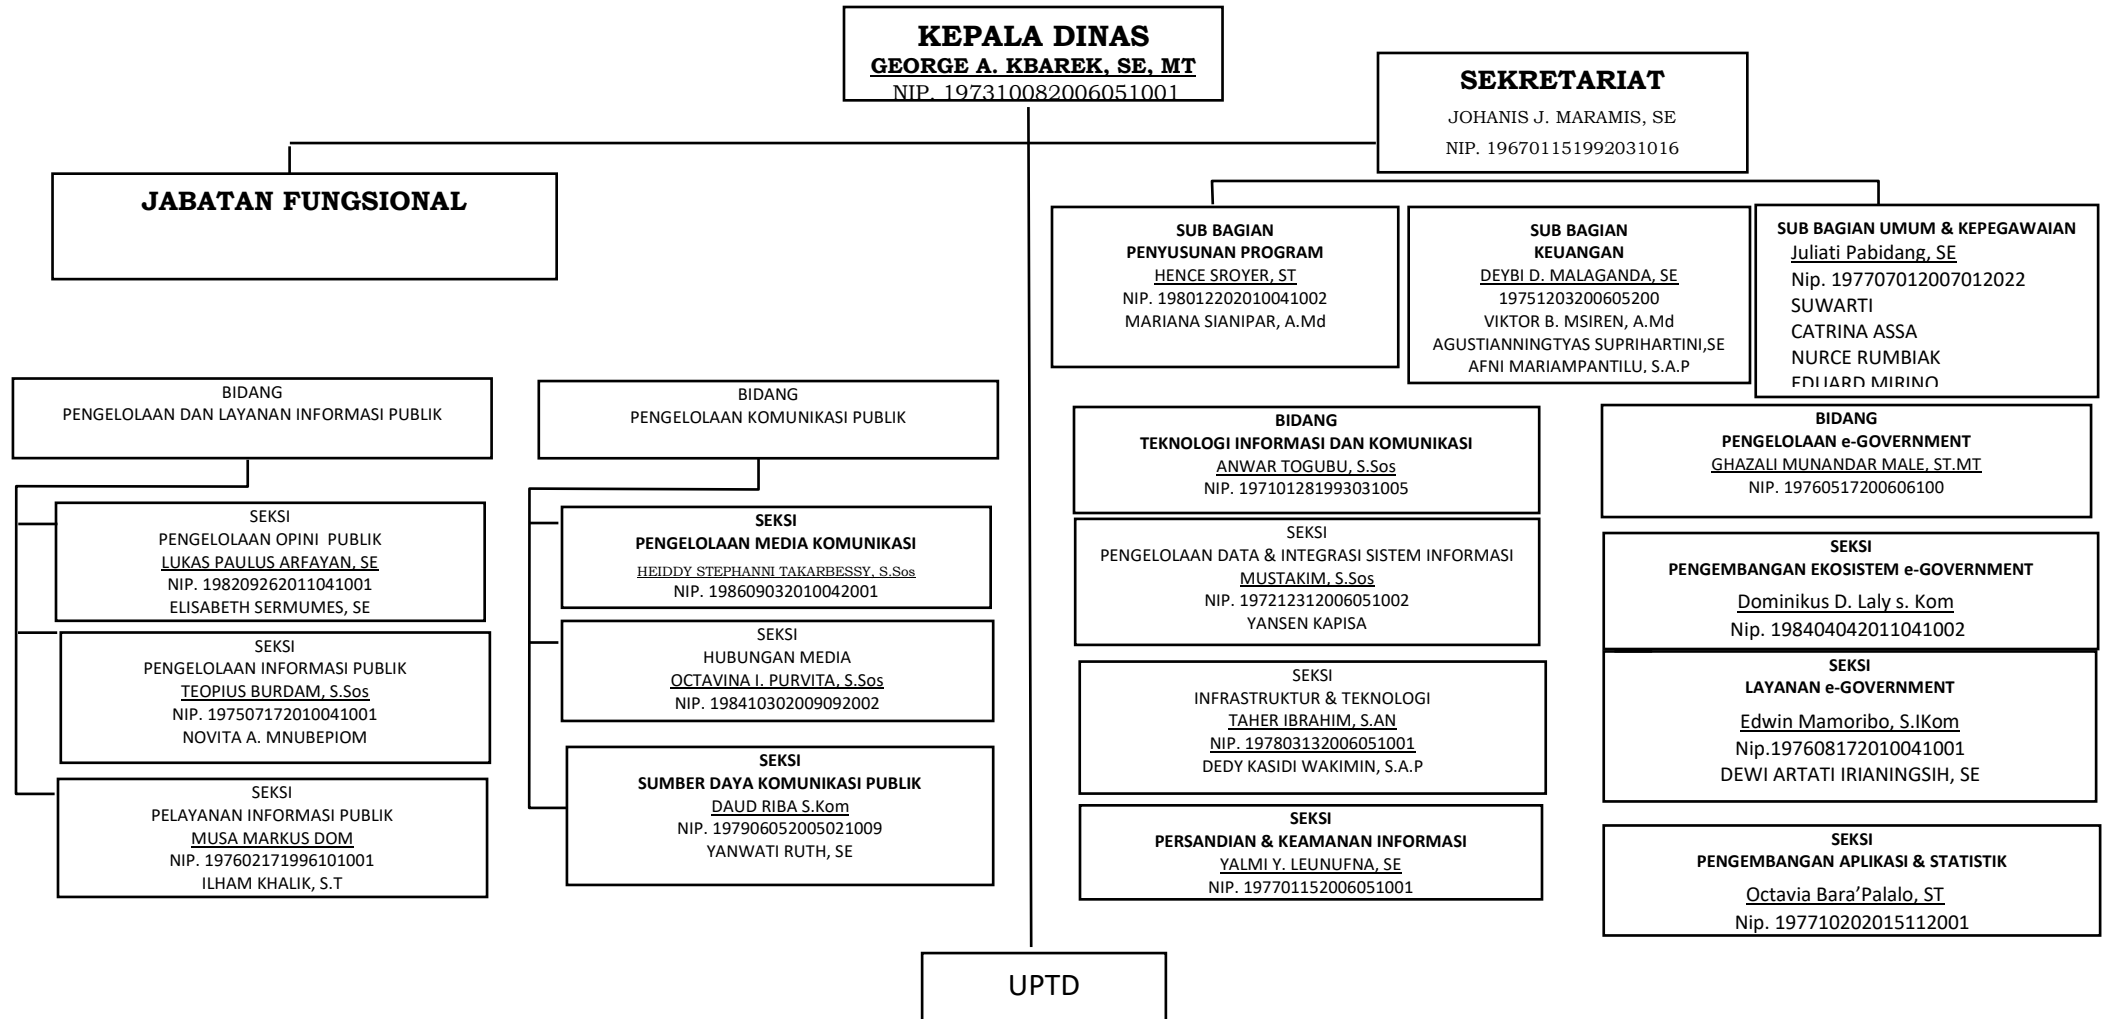 KEPALA DINAS
GEORGE A. KBAREK, SE, MT
NIP. 197310082006051001
SEKRETARIAT
JOHANIS J. MARAMIS, SE
NIP. 196701151992031016
JABATAN FUNGSIONAL
SUB BAGIAN
PENYUSUNAN PROGRAM
HENCE SROYER, ST
NIP. 198012202010041002
MARIANA SIANIPAR, A.Md
SUB BAGIAN
KEUANGAN
DEYBI D. MALAGANDA, SE
19751203200605200
VIKTOR B. MSIREN, A.Md
AGUSTIANNINGTYAS SUPRIHARTINI,SE
AFNI MARIAMPANTILU, S.A.P
SUB BAGIAN UMUM & KEPEGAWAIAN
Juliati Pabidang, SE
Nip. 197707012007012022
SUWARTI
CATRINA ASSA
NURCE RUMBIAK
EDUARD MIRINO
BIDANG
PENGELOLAAN DAN LAYANAN INFORMASI PUBLIK
SEKSI
PENGELOLAAN OPINI  PUBLIK
LUKAS PAULUS ARFAYAN, SE
NIP. 198209262011041001
ELISABETH SERMUMES, SE
SEKSI
PENGELOLAAN INFORMASI PUBLIK
TEOPIUS BURDAM, S.Sos
NIP. 197507172010041001
NOVITA A. MNUBEPIOM
SEKSI
PELAYANAN INFORMASI PUBLIK
MUSA MARKUS DOM
NIP. 197602171996101001
ILHAM KHALIK, S.T
BIDANG
PENGELOLAAN KOMUNIKASI PUBLIK
SEKSI
PENGELOLAAN MEDIA KOMUNIKASI
HEIDDY STEPHANNI TAKARBESSY, S.Sos
NIP. 198609032010042001
SEKSI
HUBUNGAN MEDIA
OCTAVINA I. PURVITA, S.Sos
NIP. 198410302009092002
SEKSI
SUMBER DAYA KOMUNIKASI PUBLIK
DAUD RIBA S.Kom
NIP. 197906052005021009
YANWATI RUTH, SE
BIDANG
TEKNOLOGI INFORMASI DAN KOMUNIKASI
ANWAR TOGUBU, S.Sos
NIP. 197101281993031005
SEKSI
PENGELOLAAN DATA & INTEGRASI SISTEM INFORMASI
MUSTAKIM, S.Sos
NIP. 197212312006051002
YANSEN KAPISA
SEKSI
INFRASTRUKTUR & TEKNOLOGI
TAHER IBRAHIM, S.AN
NIP. 197803132006051001
DEDY KASIDI WAKIMIN, S.A.P
SEKSI
PERSANDIAN & KEAMANAN INFORMASI
YALMI Y. LEUNUFNA, SE
NIP. 197701152006051001
BIDANG
PENGELOLAAN e-GOVERNMENT
GHAZALI MUNANDAR MALE, ST.MT
NIP. 19760517200606100
SEKSI
PENGEMBANGAN EKOSISTEM e-GOVERNMENT
Dominikus D. Laly s. Kom
Nip. 198404042011041002
SEKSI
LAYANAN e-GOVERNMENT
Edwin Mamoribo, S.IKom
Nip.197608172010041001
DEWI ARTATI IRIANINGSIH, SE
SEKSI
PENGEMBANGAN APLIKASI & STATISTIK
Octavia Bara’Palalo, ST
Nip. 197710202015112001
UPTD